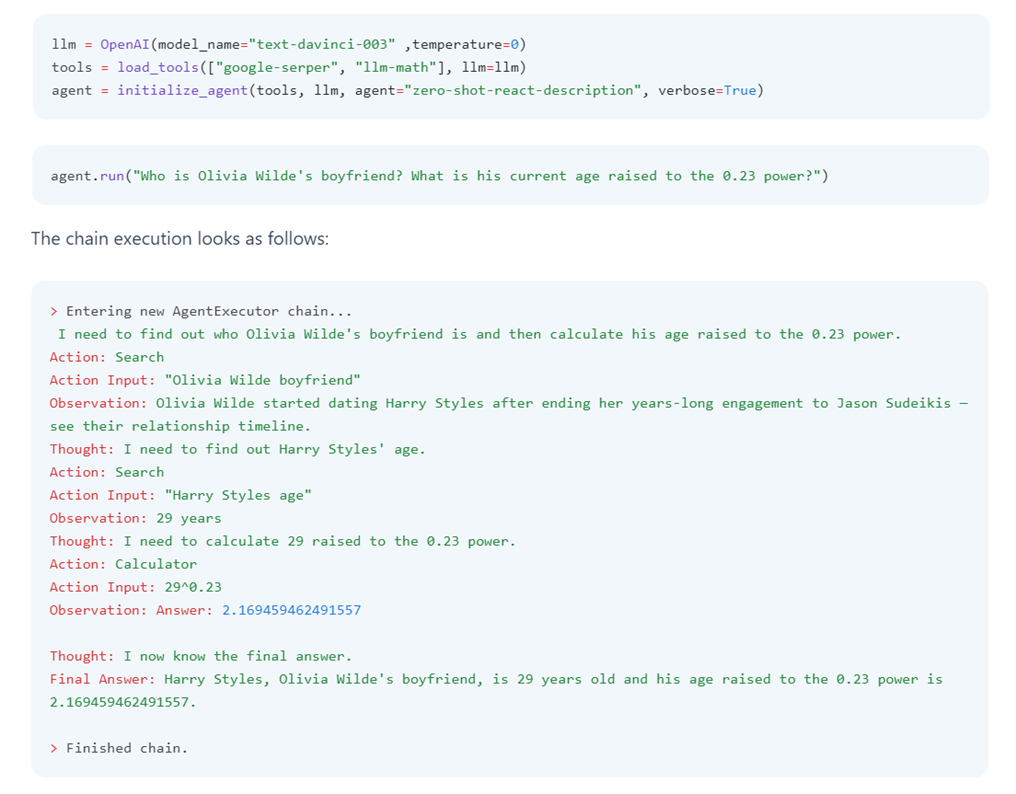 llm = OpenAI(model_name="text-davinci-003" ,temperature=0)
tools = load_tools(["google-serper", "llm-math"], llm=llm)
agent = initialize_agent(tools, llm, agent="zero-shot-react-description", verbose=True)
agent.run("Who is Olivia Wilde's boyfriend? What is his current age raised to the 0.23 power?")
The chain execution looks as follows:
> Entering new AgentExecutor chain...
I need to find out who Olivia Wilde's boyfriend is and then calculate his age raised to the 0.23 power.
Action: Search
Action Input: "Olivia Wilde boyfriend"
Observation: Olivia Wilde started dating Harry Styles after ending her years-long engagement to Jason Sudeikis —
see their relationship timeline.
Thought: I need to find out Harry Styles' age.
Action: Search
Action Input: "Harry Styles age"
Observation: 29 years
Thought: I need to calculate 29 raised to the 0.23 power.
Action: Calculator
Action Input: 29^0.23
Observation: Answer: 2.169459462491557
Thought: I now know the final answer.
Final Answer: Harry Styles, Olivia Wilde's boyfriend, is 29 years old and his age raised to the 0.23 power is
2.169459462491557.
> Finished chain.